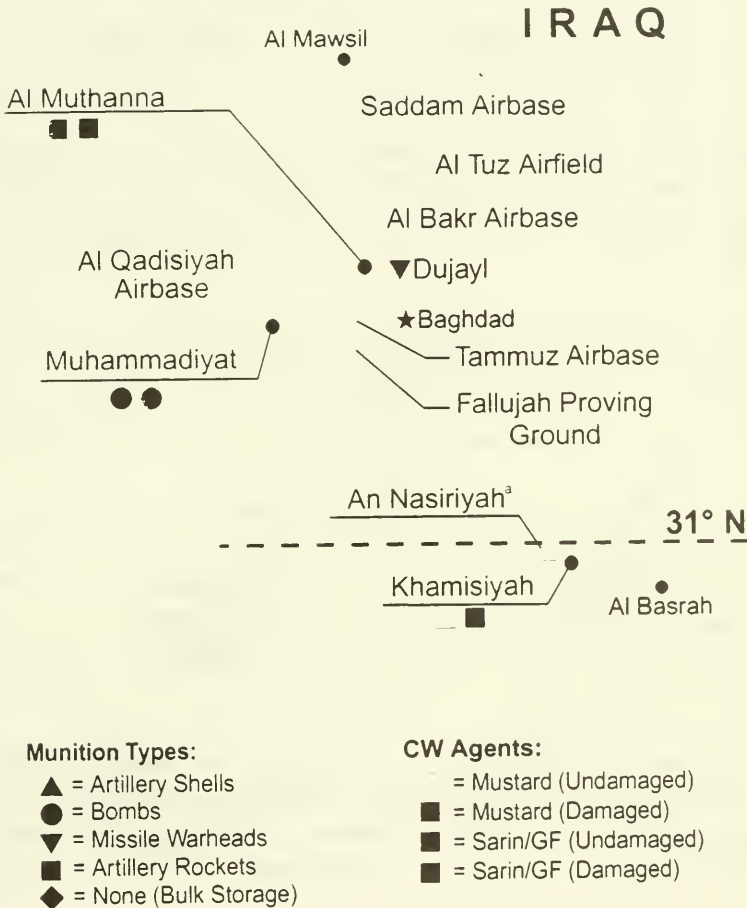 IRAQ
Al Mawsil
Al Muthanna
Saddam Airbase
Al Tuz Airfield
Al Bakr Airbase
Al Qadisiyah
Airbase
▼Dujayl
★Baghdad
Muhammadiyat
Tammuz Airbase
Fallujah Proving
Ground
An Nasiriyahª
31° N
Khamisiyah
Al Basrah
Munition Types:
▲ = Artillery Shells
● = Bombs
▼ = Missile Warheads
■ = Artillery Rockets
◆ = None (Bulk Storage)
CW Agents:
= Mustard (Undamaged)
■ = Mustard (Damaged)
■ = Sarin/GF (Undamaged)
■ = Sarin/GF (Damaged)